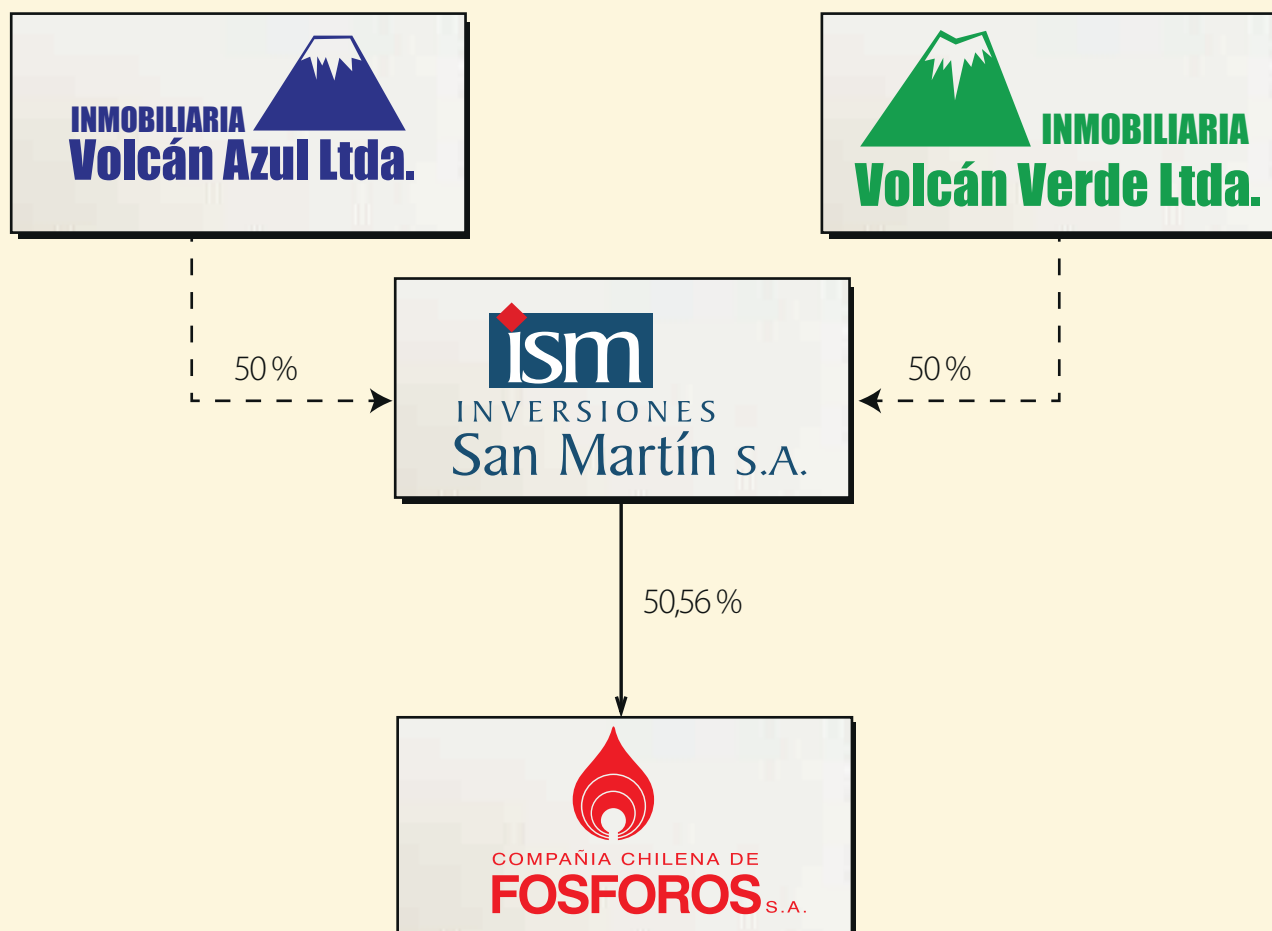 INMOBILIARIA
Volcán Azul Ltda.
INMOBILIARIA
Volcán Verde Ltda.
50 %
50 %
ism
INVERSIONES
San Martín S.A.
50,56 %
COMPAÑIA CHILENA DE
FOSFOROS S.A.